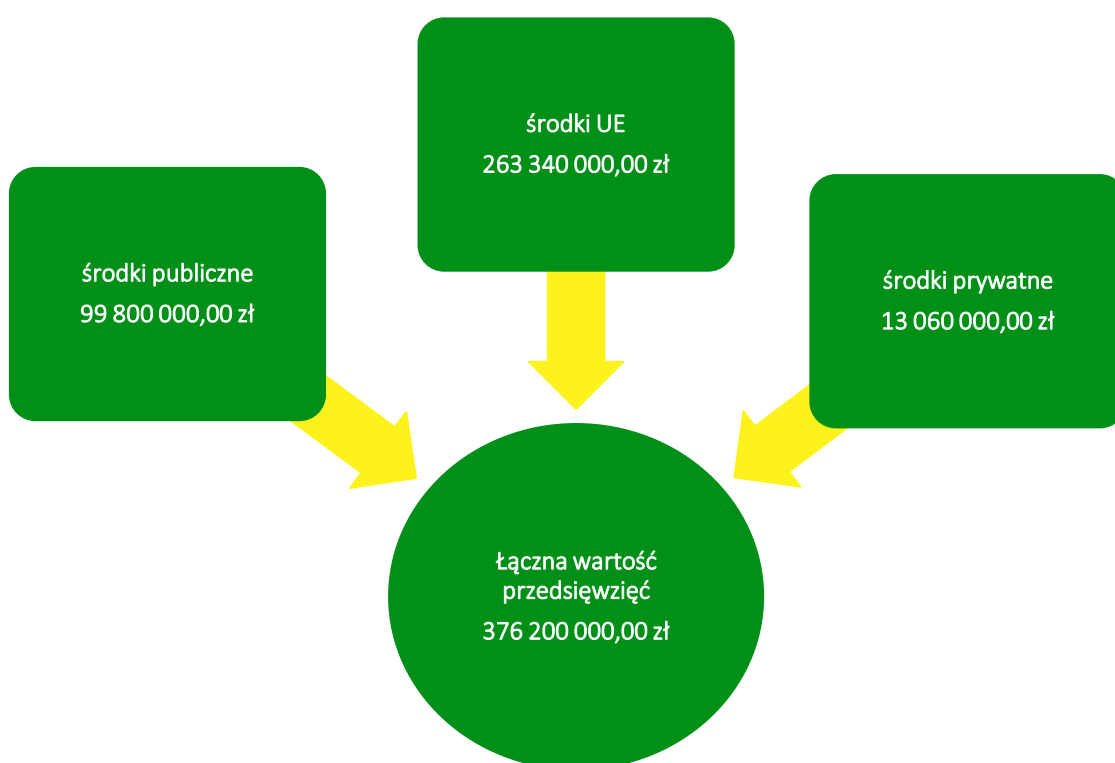 środki UE
263 340 000,00 zł
środki publiczne
99 800 000,00 zł
środki prywatne
13 060 000,00 zł
Łączna wartość
przedsięwzięć
376 200 000,00 zł